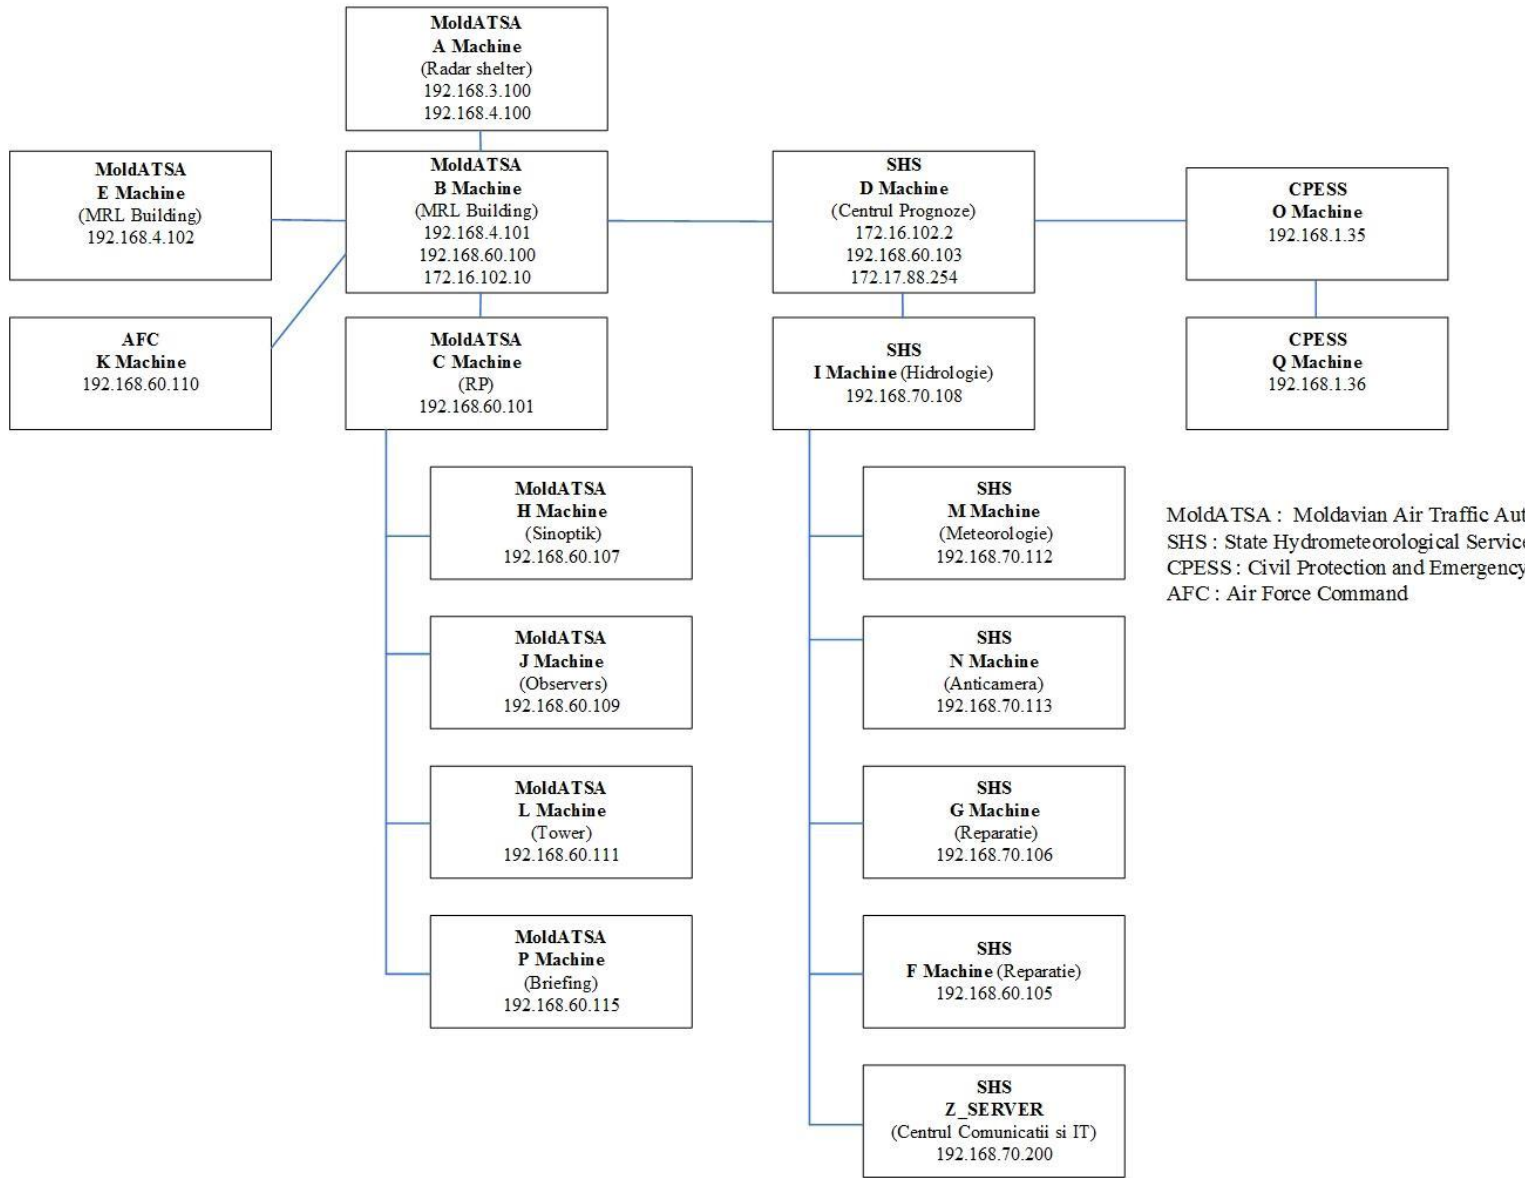 MoldATSA
A Machine
(Radar shelter)
192.168.3.100
192.168.4.100
MoldATSA
E Machine
(MRL Building)
192.168.4.102
MoldATSA
B Machine
(MRL Building)
192.168.4.101
192.168.60.100
172.16.102.10
SHS
D Machine
(Centrul Prognoze)
172.16.102.2
192.168.60.103
172.17.88.254
CPESS
O Machine
192.168.1.35
AFC
K Machine
192.168.60.110
MoldATSA
C Machine
(RP)
192.168.60.101
SHS
I Machine (Hidrologie)
192.168.70.108
CPESS
Q Machine
192.168.1.36
MoldATSA
H Machine
(Sinoptik)
192.168.60.107
SHS
M Machine
(Meteorologie)
192.168.70.112
MoldATSA : Moldavian Air Traffic Aut
SHS : State Hydrometeorological Service
CPESS : Civil Protection and Emergency
AFC : Air Force Command
MoldATSA
J Machine
(Observers)
192.168.60.109
SHS
N Machine
(Anticamera)
192.168.70.113
MoldATSA
L Machine
(Tower)
192.168.60.111
SHS
G Machine
(Reparatie)
192.168.70.106
MoldATSA
P Machine
(Briefing)
192.168.60.115
SHS
F Machine (Reparatie)
192.168.60.105
SHS
Z_SERVER
(Centrul Comunicatii si IT)
192.168.70.200